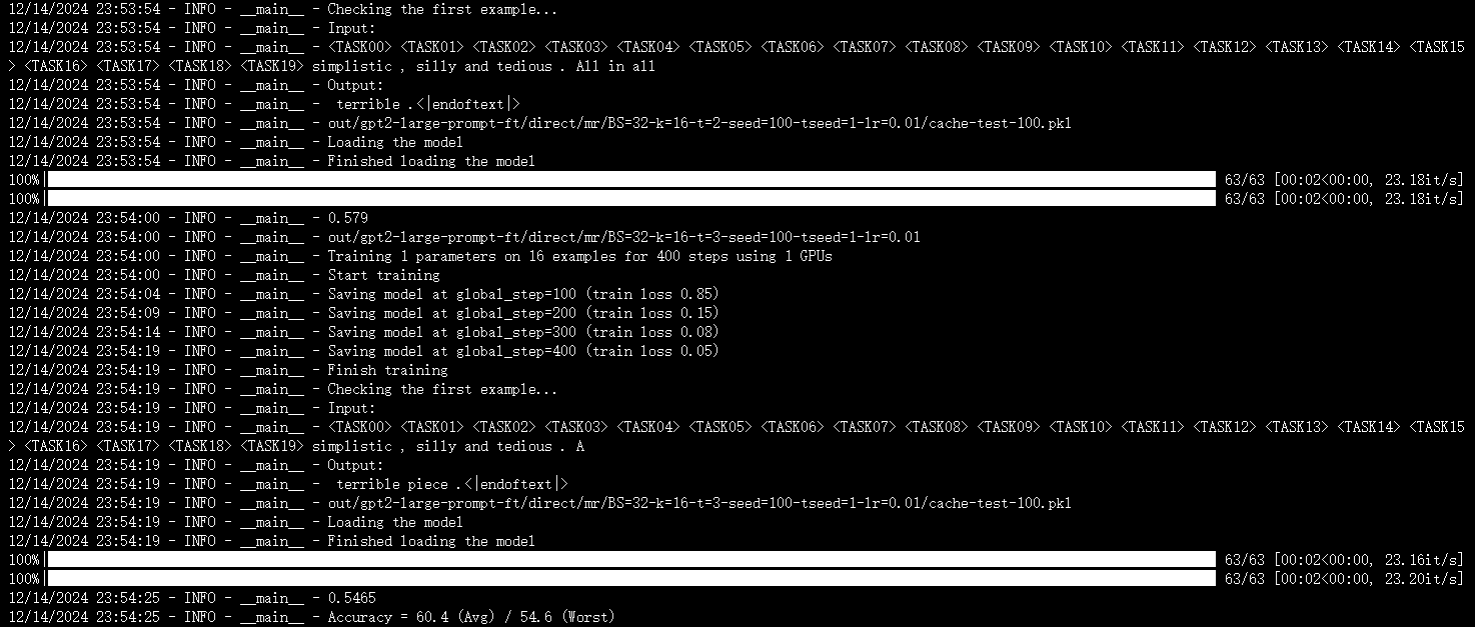 12/14/2024 23:53:54 - INFO - __main__ - Checking the first example...
12/14/2024 23:53:54 - INFO - __main__ - Input:
12/14/2024 23:53:54 - INFO - __main__ - <TASK00> <TASK01> <TASK02> <TASK03> <TASK04> <TASK05> <TASK06> <TASK07> <TASK08> <TASK09> <TASK10> <TASK11> <TASK12> <TASK13> <TASK14> <TASK15
> <TASK16> <TASK17> <TASK18> <TASK19> simplistic , silly and tedious . All in all
12/14/2024 23:53:54 - INFO - __main__ - Output:
12/14/2024 23:53:54 - INFO - __main__ -  terrible .<|endoftext|>
12/14/2024 23:53:54 - INFO - __main__ - out/gpt2-large-prompt-ft/direct/mr/BS=32-k=16-t=2-seed=100-tseed=1-lr=0.01/cache-test-100.pkl
12/14/2024 23:53:54 - INFO - __main__ - Loading the model
12/14/2024 23:53:54 - INFO - __main__ - Finished loading the model
100%| 63/63 [00:02<00:00, 23.18it/s]
100%| 63/63 [00:02<00:00, 23.18it/s]
12/14/2024 23:54:00 - INFO - __main__ - 0.579
12/14/2024 23:54:00 - INFO - __main__ - out/gpt2-large-prompt-ft/direct/mr/BS=32-k=16-t=3-seed=100-tseed=1-lr=0.01
12/14/2024 23:54:00 - INFO - __main__ - Training 1 parameters on 16 examples for 400 steps using 1 GPUs
12/14/2024 23:54:00 - INFO - __main__ - Start training
12/14/2024 23:54:04 - INFO - __main__ - Saving model at global_step=100 (train loss 0.85)
12/14/2024 23:54:09 - INFO - __main__ - Saving model at global_step=200 (train loss 0.15)
12/14/2024 23:54:14 - INFO - __main__ - Saving model at global_step=300 (train loss 0.08)
12/14/2024 23:54:19 - INFO - __main__ - Saving model at global_step=400 (train loss 0.05)
12/14/2024 23:54:19 - INFO - __main__ - Finish training
12/14/2024 23:54:19 - INFO - __main__ - Checking the first example...
12/14/2024 23:54:19 - INFO - __main__ - Input:
12/14/2024 23:54:19 - INFO - __main__ - <TASK00> <TASK01> <TASK02> <TASK03> <TASK04> <TASK05> <TASK06> <TASK07> <TASK08> <TASK09> <TASK10> <TASK11> <TASK12> <TASK13> <TASK14> <TASK15
> <TASK16> <TASK17> <TASK18> <TASK19> simplistic , silly and tedious . A
12/14/2024 23:54:19 - INFO - __main__ - Output:
12/14/2024 23:54:19 - INFO - __main__ -  terrible piece .<|endoftext|>
12/14/2024 23:54:19 - INFO - __main__ - out/gpt2-large-prompt-ft/direct/mr/BS=32-k=16-t=3-seed=100-tseed=1-lr=0.01/cache-test-100.pkl
12/14/2024 23:54:19 - INFO - __main__ - Loading the model
12/14/2024 23:54:19 - INFO - __main__ - Finished loading the model
100%| 63/63 [00:02<00:00, 23.16it/s]
100%| 63/63 [00:02<00:00, 23.20it/s]
12/14/2024 23:54:25 - INFO - __main__ - 0.5465
12/14/2024 23:54:25 - INFO - __main__ - Accuracy = 60.4 (Avg) / 54.6 (Worst)